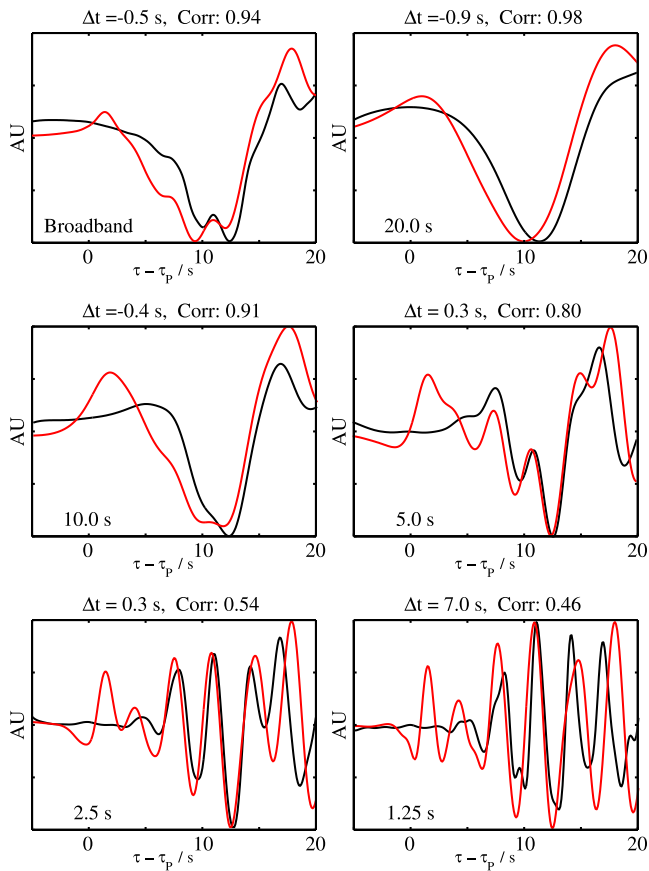 Δt =-0.5 s, Corr: 0.94
Δt =-0.9 s, Corr: 0.98
AU
AU
Broadband
20.0 s
0 10 20
0 10 20
τ – τP / s
τ – τP / s
Δt =-0.4 s, Corr: 0.91
Δt = 0.3 s, Corr: 0.80
AU
AU
10.0 s
5.0 s
0 10 20
0 10 20
τ – τP / s
τ – τP / s
Δt = 0.3 s, Corr: 0.54
Δt = 7.0 s, Corr: 0.46
AU
AU
2.5 s
1.25 s
0 10 20
0 10 20
τ – τP / s
τ – τP / s